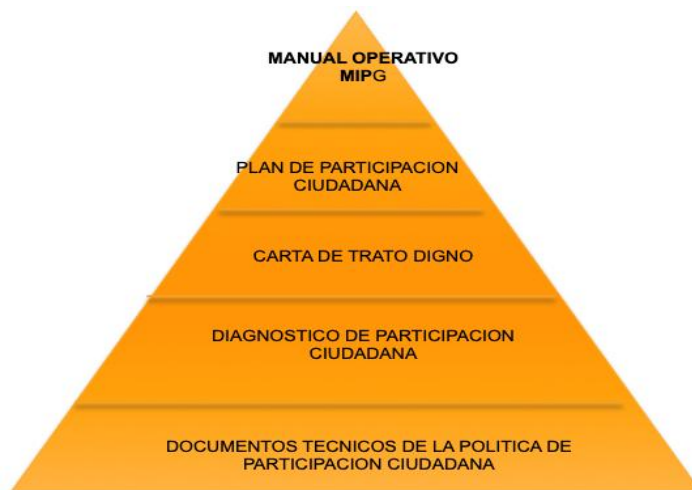 MANUAL OPERATIVO
MIPG
PLAN DE PARTICIPACION
CIUDADANA
CARTA DE TRATO DIGNO
DIAGNOSTICO DE PARTICIPACION
CIUDADANA
DOCUMENTOS TECNICOS DE LA POLITICA DE
PARTICIPACION CIUDADANA